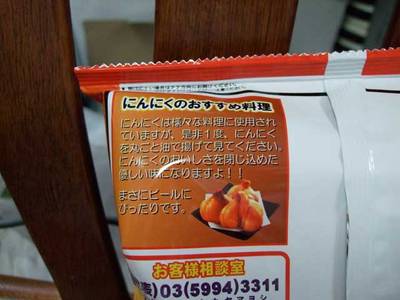 にんにくのおすすめ料理
にんにくは様々な料理に使用され
ていますが、是非1度、にんにく
を丸ごと油で揚げて見てください。
にんにくのおいしさを閉じ込めた
優しい味になりますよ！！
まさにビールに
ぴったりです。
お客様相談室
03(5994)3311